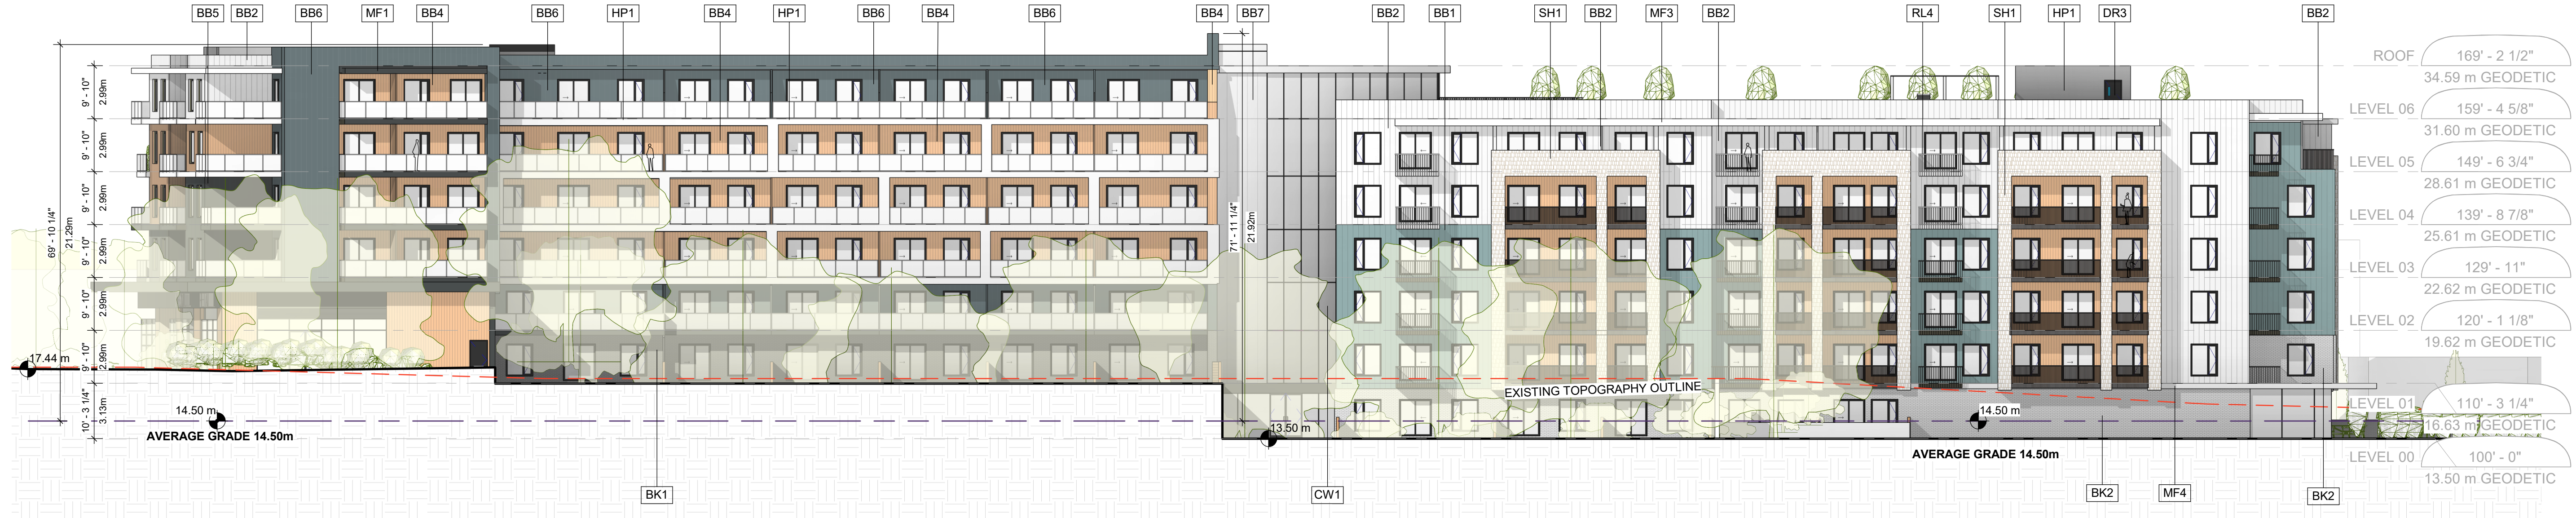 BB5 BB2 BB6 MF1 BB4 BB6 HP1 BB4 HP1 BB6 BB4 BB6 BB4 BB7 BB2 BB1 SH1 BB2 MF3 BB2 RL4 SH1 HP1 DR3 BB2
69' - 10 1/4"
21.29m
9' - 10"
2.99m
9' - 10"
2.99m
9' - 10"
2.99m
9' - 10"
2.99m
9' - 10"
2.99m
9' - 10"
2.99m
10' - 3 1/4"
3.13m
71' - 11 1/4"
21.92m
17.44 m
14.50 m
AVERAGE GRADE 14.50m
13.50 m
EXISTING TOPOGRAPHY OUTLINE
14.50 m
AVERAGE GRADE 14.50m
ROOF 169' - 2 1/2"
34.59 m GEODETIC
LEVEL 06 159' - 4 5/8"
31.60 m GEODETIC
LEVEL 05 149' - 6 3/4"
28.61 m GEODETIC
LEVEL 04 139' - 8 7/8"
25.61 m GEODETIC
LEVEL 03 129' - 11"
22.62 m GEODETIC
LEVEL 02 120' - 1 1/8"
19.62 m GEODETIC
LEVEL 01 110' - 3 1/4"
16.63 m GEODETIC
LEVEL 00 100' - 0"
13.50 m GEODETIC
BK1 CW1 BK2 MF4 BK2